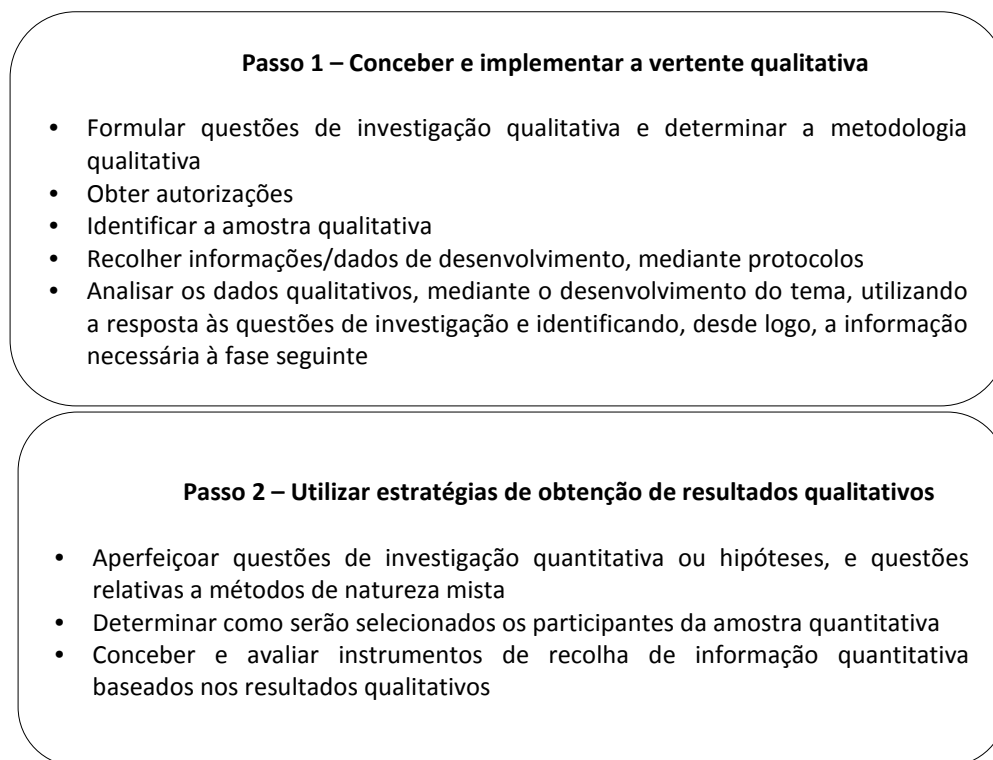 Passo 1 – Conceber e implementar a vertente qualitativa
• Formular questões de investigação qualitativa e determinar a metodologia
qualitativa
• Obter autorizações
• Identificar a amostra qualitativa
• Recolher informações/dados de desenvolvimento, mediante protocolos
• Analisar os dados qualitativos, mediante o desenvolvimento do tema, utilizando
a resposta às questões de investigação e identificando, desde logo, a informação
necessária à fase seguinte
Passo 2 – Utilizar estratégias de obtenção de resultados qualitativos
• Aperfeiçoar questões de investigação quantitativa ou hipóteses, e questões
relativas a métodos de natureza mista
• Determinar como serão selecionados os participantes da amostra quantitativa
• Conceber e avaliar instrumentos de recolha de informação quantitativa
baseados nos resultados qualitativos